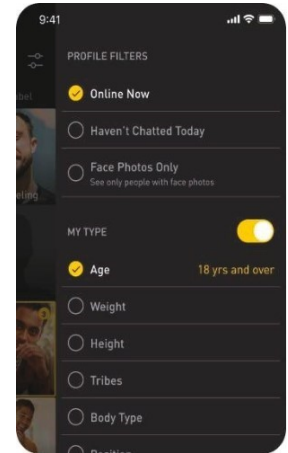 9:41
PROFILE FILTERS
Online Now
Haven't Chatted Today
Face Photos Only
See only people with face photos
MY TYPE
Age 18 yrs and over
Weight
Height
Tribes
Body Type
Position